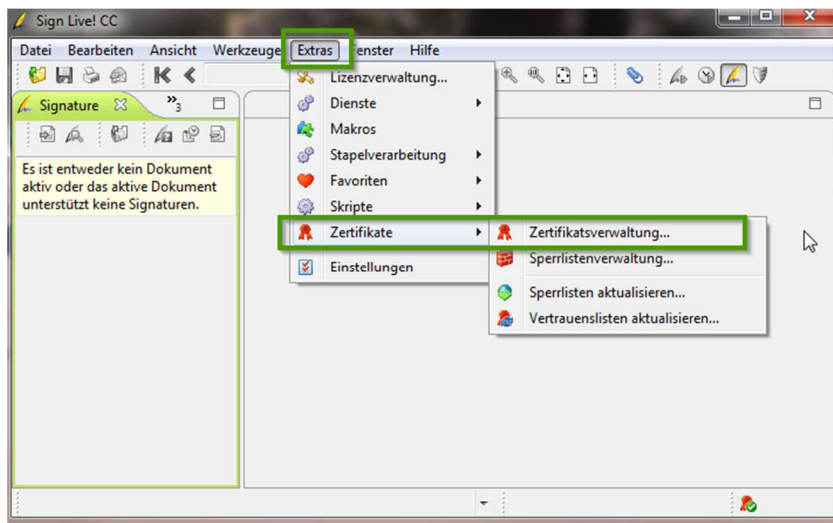 Sign Live! CC
Datei Bearbeiten Ansicht Werkzeuge Extras enster Hilfe
Signature
»3
Es ist entweder kein Dokument
aktiv oder das aktive Dokument
unterstützt keine Signaturen.
Lizenzverwaltung...
Dienste
Makros
Stapelverarbeitung
Favoriten
Skripte
Zertifikate
Einstellungen
Zertifikatsverwaltung...
Sperrlistenverwaltung...
Sperrlisten aktualisieren...
Vertrauenslisten aktualisieren...